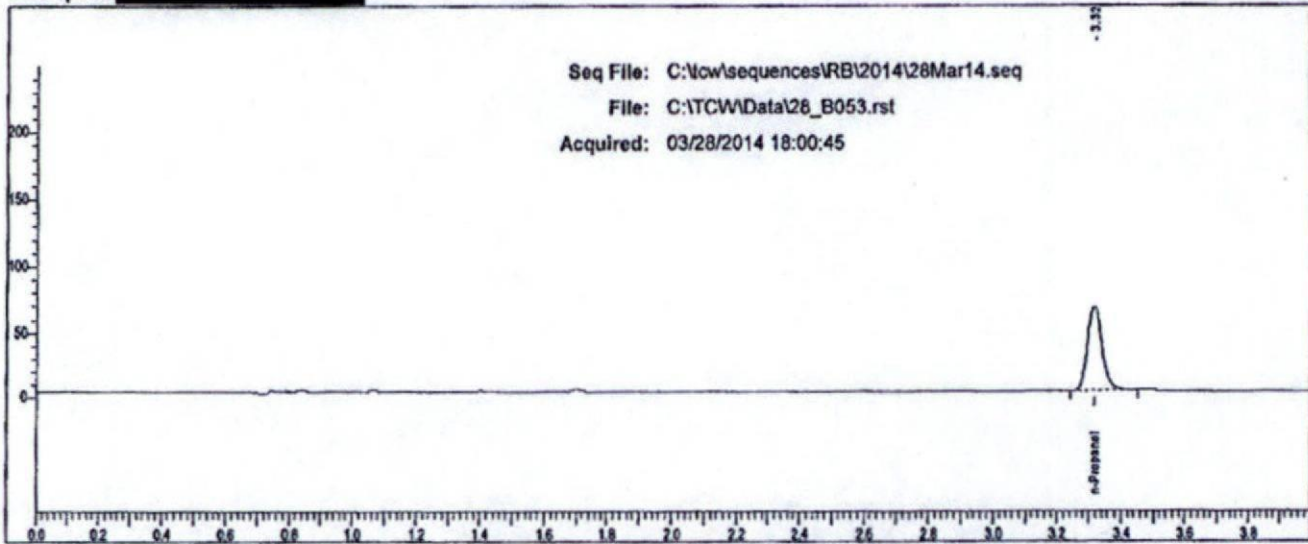 - 3.32
Seq File: C:\tcw\sequences\RB\2014\28Mar14.seq
File: C:\TCW\Data\28_B053.rst
Acquired: 03/28/2014 18:00:45
200
150
100
50
0
n-Propanol
0.0 0.2 0.4 0.6 0.8 1.0 1.2 1.4 1.6 1.8 2.0 2.2 2.4 2.6 2.8 3.0 3.2 3.4 3.6 3.8